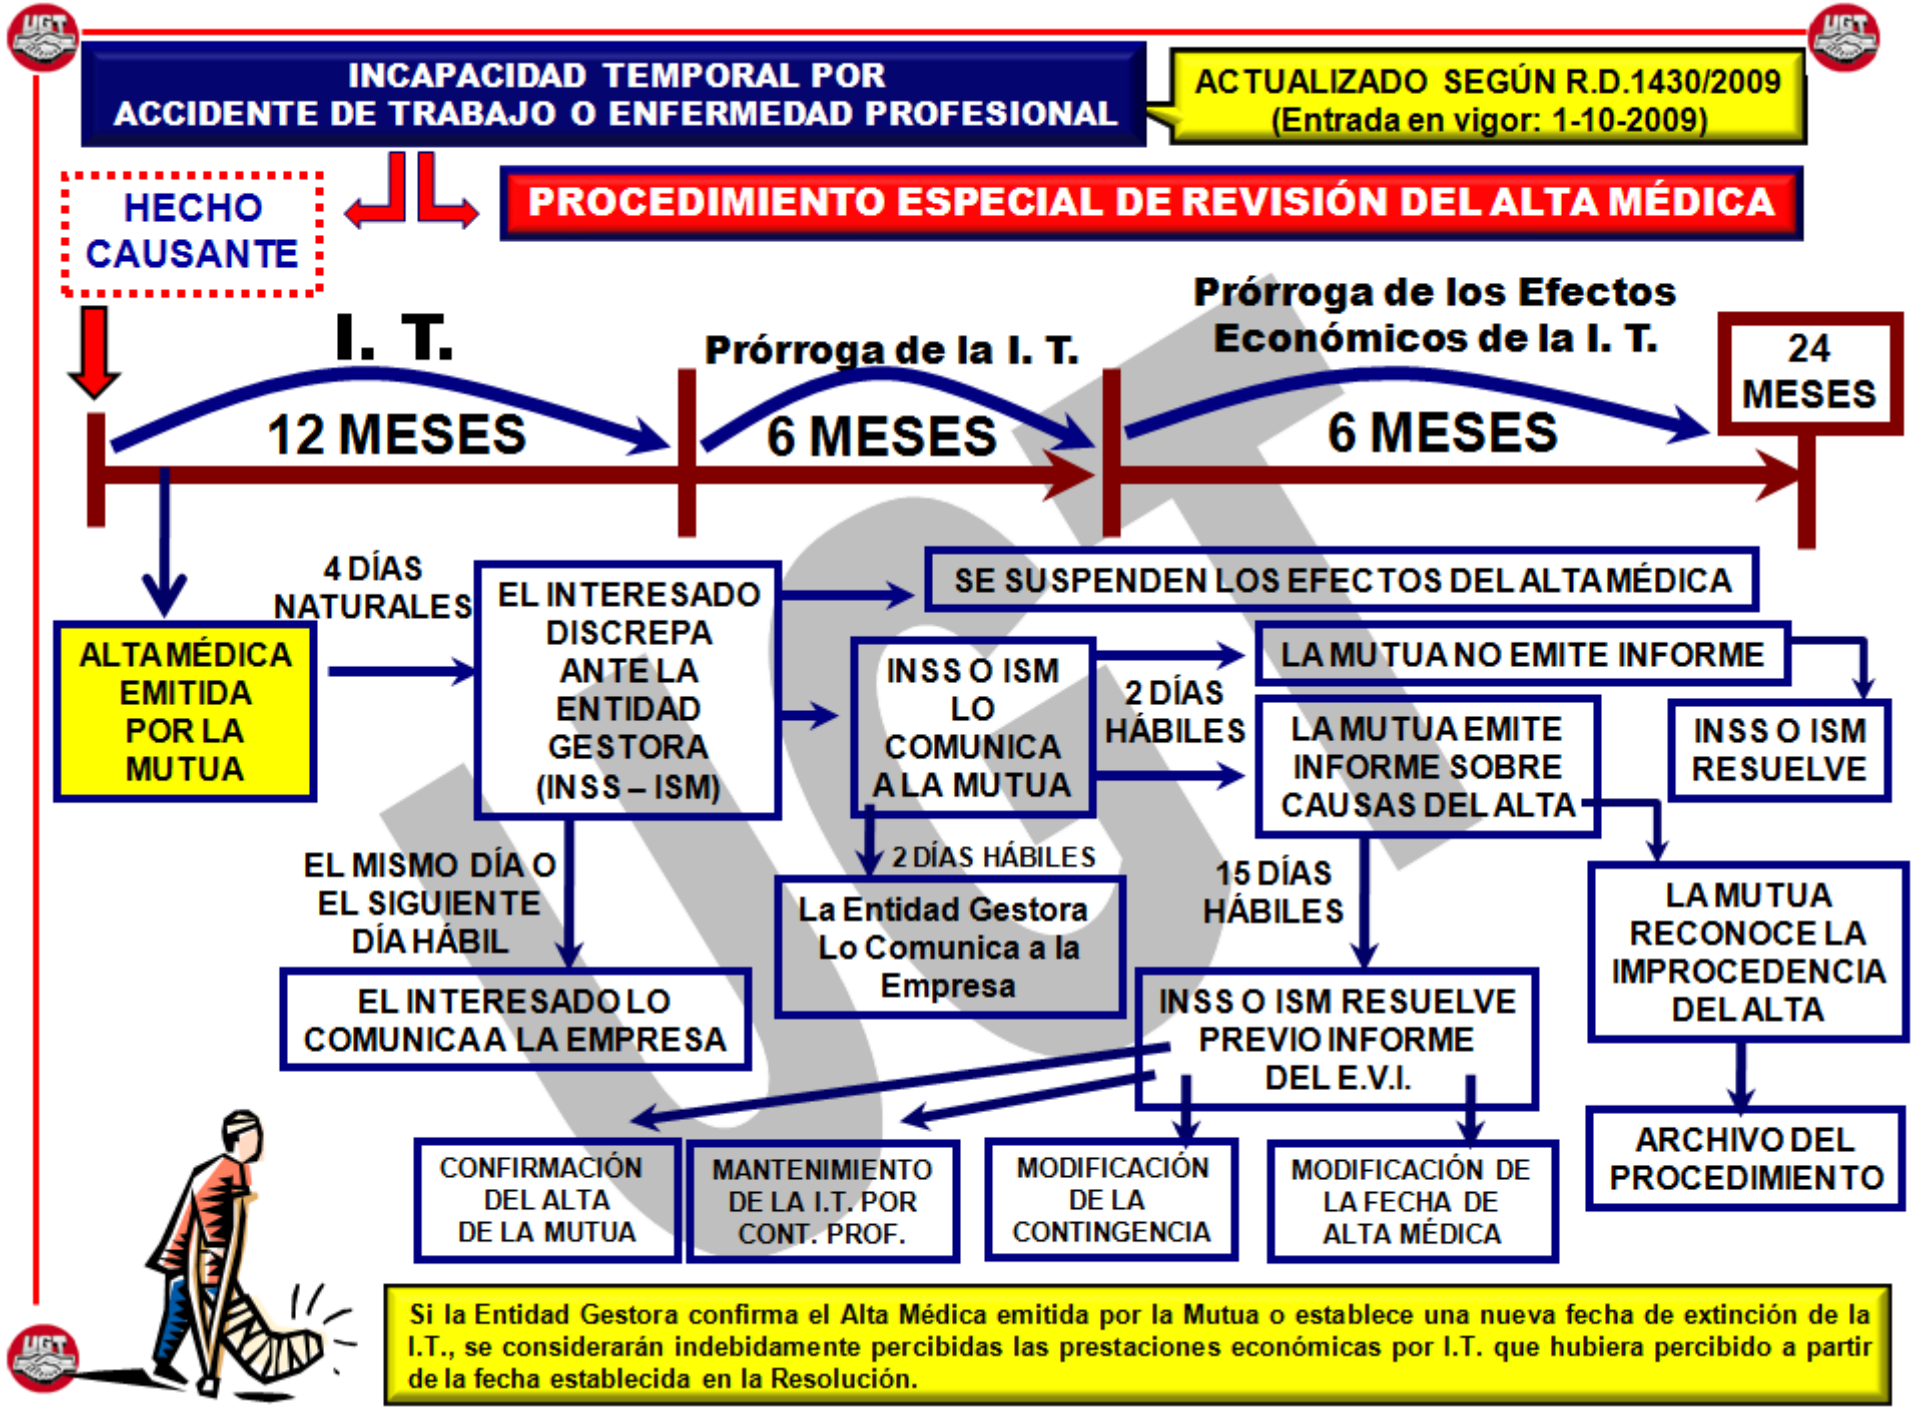 UGT
UGT
INCAPACIDAD TEMPORAL POR
ACCIDENTE DE TRABAJO O ENFERMEDAD PROFESIONAL
ACTUALIZADO SEGÚN R.D.1430/2009
(Entrada en vigor: 1-10-2009)
HECHO
CAUSANTE
PROCEDIMIENTO ESPECIAL DE REVISIÓN DEL ALTA MÉDICA
I. T.
Prórroga de la I. T.
Prórroga de los Efectos
Económicos de la I. T.
24
MESES
12 MESES
6 MESES
6 MESES
UGT
ALTA MÉDICA
EMITIDA
POR LA
MUTUA
4 DÍAS
NATURALES
EL INTERESADO
DISCREPA
ANTE LA
ENTIDAD
GESTORA
(INSS – ISM)
SE SUSPENDEN LOS EFECTOS DEL ALTA MÉDICA
INSS O ISM
LO
COMUNICA
A LA MUTUA
2 DÍAS
HÁBILES
LA MUTUA NO EMITE INFORME
INSS O ISM
RESUELVE
LA MUTUA EMITE
INFORME SOBRE
CAUSAS DEL ALTA
EL MISMO DÍA O
EL SIGUIENTE
DÍA HÁBIL
2 DÍAS HÁBILES
La Entidad Gestora
Lo Comunica a la
Empresa
15 DÍAS
HÁBILES
LA MUTUA
RECONOCE LA
IMPROCEDENCIA
DEL ALTA
EL INTERESADO LO
COMUNICA A LA EMPRESA
INSS O ISM RESUELVE
PREVIO INFORME
DEL E.V.I.
ARCHIVO DEL
PROCEDIMIENTO
CONFIRMACIÓN
DEL ALTA
DE LA MUTUA
MANTENIMIENTO
DE LA I.T. POR
CONT. PROF.
MODIFICACIÓN
DE LA
CONTINGENCIA
MODIFICACIÓN DE
LA FECHA DE
ALTA MÉDICA
Si la Entidad Gestora confirma el Alta Médica emitida por la Mutua o establece una nueva fecha de extinción de la
I.T., se considerarán indebidamente percibidas las prestaciones económicas por I.T. que hubiera percibido a partir
de la fecha establecida en la Resolución.
UGT